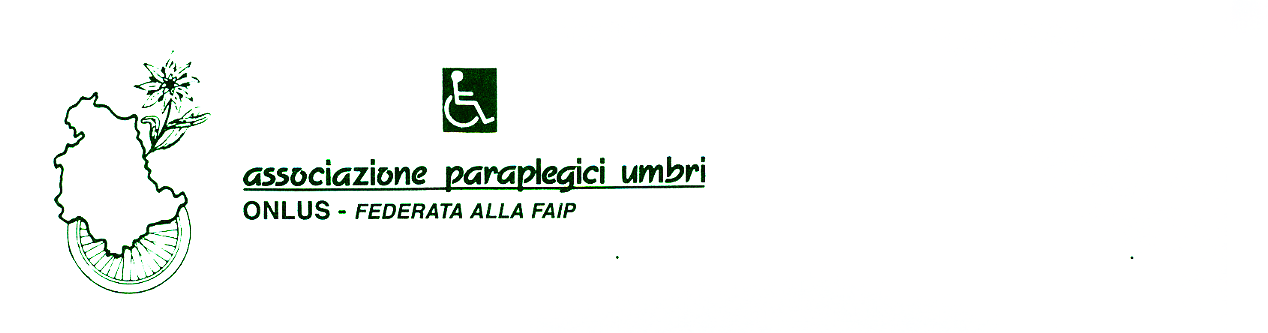 associazione paraplegici umbri
ONLUS - FEDERATA ALLA FAIP